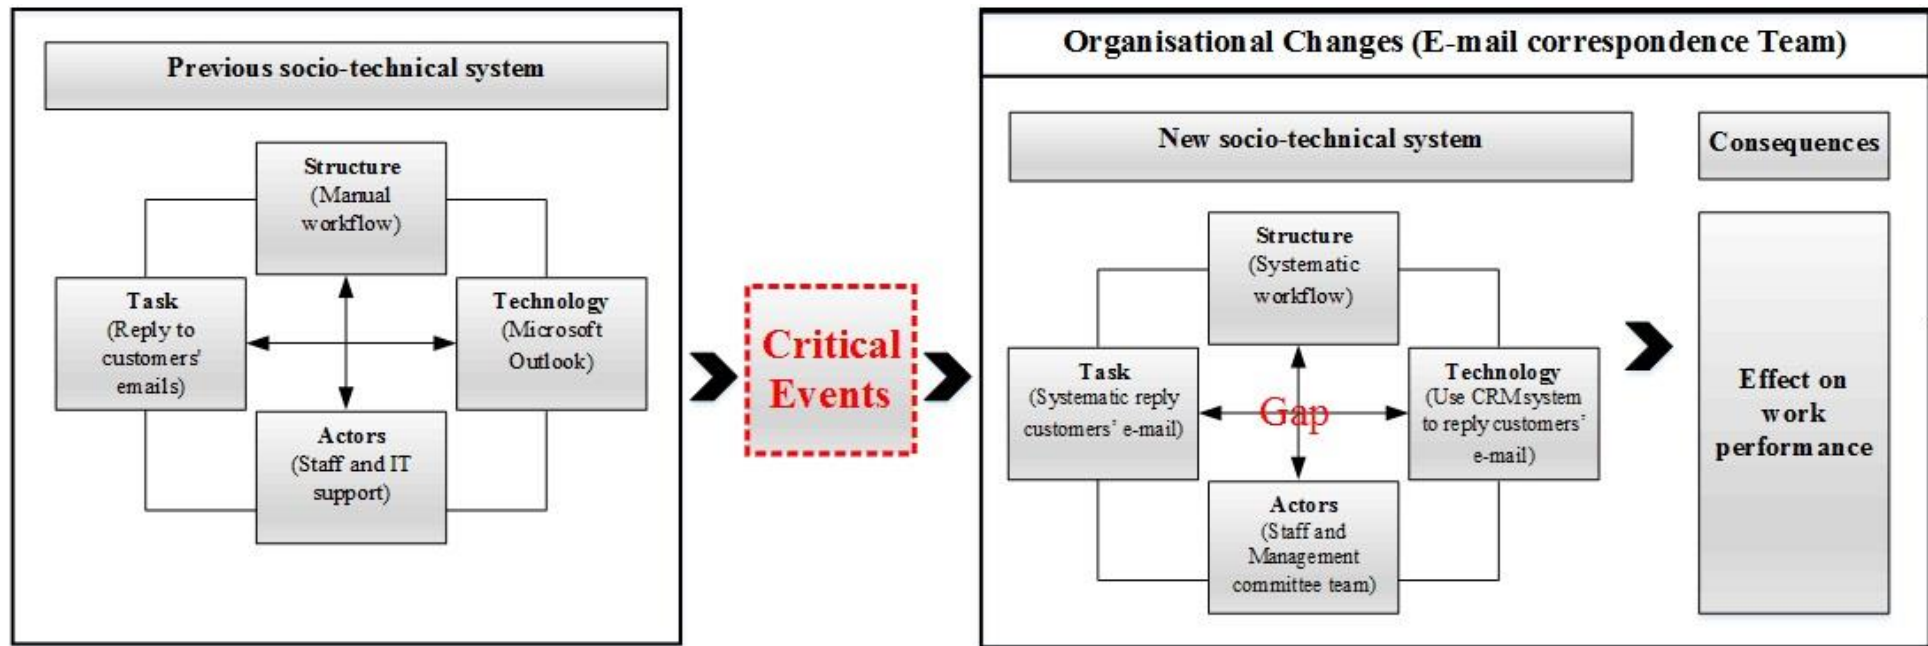 Previous socio-technical system
Structure
(Manual
workflow)
Task
(Reply to
customers'
emails)
Technology
(Microsoft
Outlook)
Actors
(Staff and IT
support)
Critical
Events
Organisational Changes (E-mail correspondence Team)
New socio-technical system
Structure
(Systematic
workflow)
Task
(Systematic reply
customers' e-mail)
Gap
Technology
(Use CRM system
to reply customers'
e-mail)
Actors
(Staff and
Management
committee team)
Consequences
Effect on
work
performance